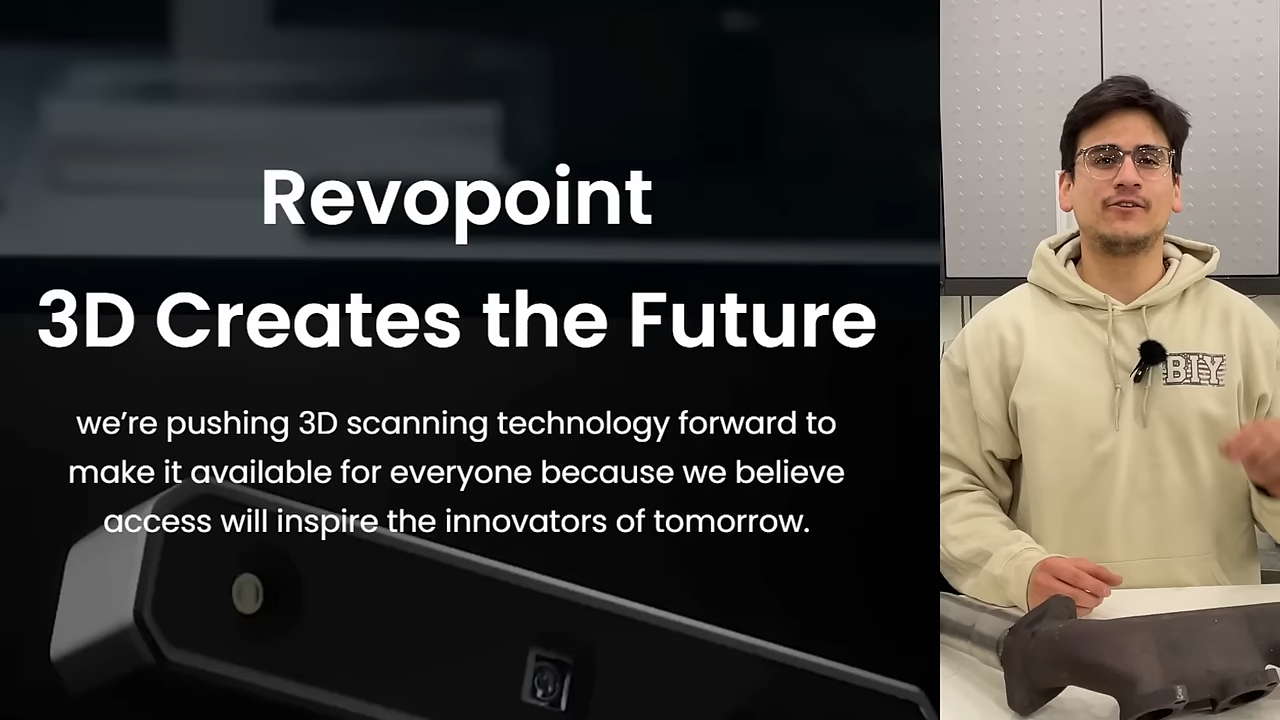 Revopoint
3D Creates the Future
we’re pushing 3D scanning technology forward to
make it available for everyone because we believe
access will inspire the innovators of tomorrow.
BIY